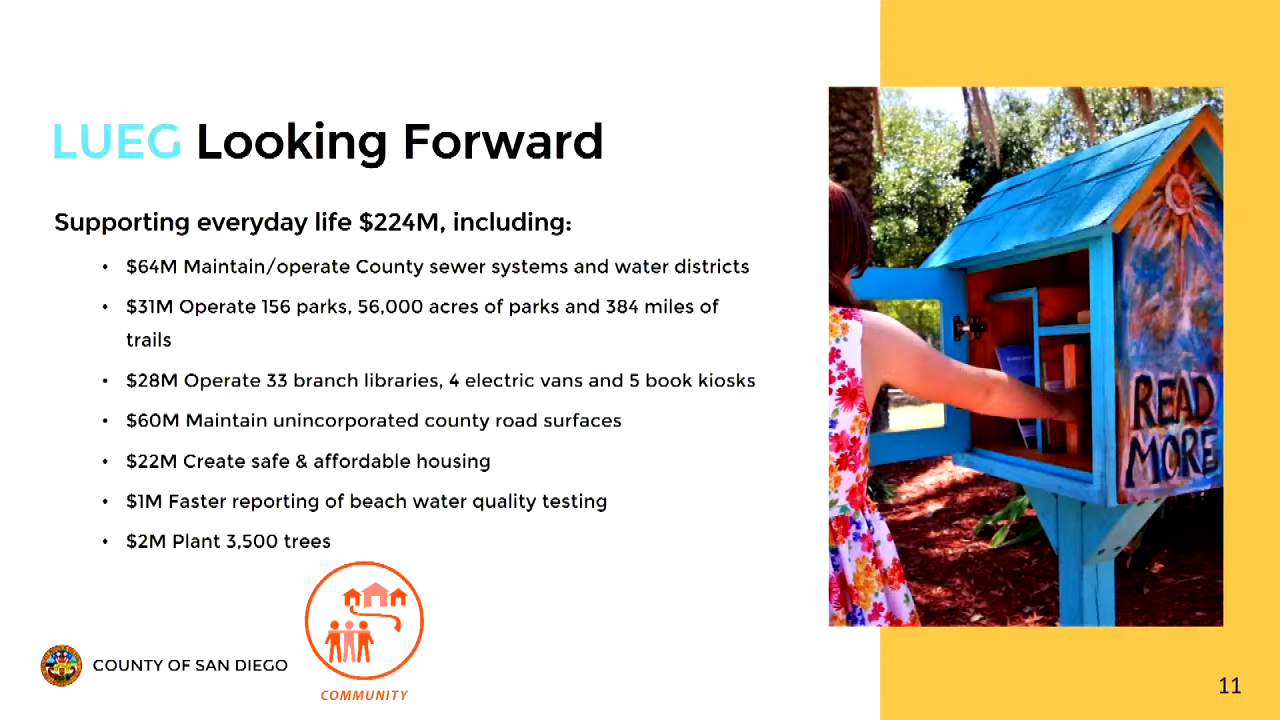 LUEG Looking Forward
Supporting everyday life $224M, including:
• $64M Maintain/operate County sewer systems and water districts
• $31M Operate 156 parks, 56,000 acres of parks and 384 miles of
trails
• $28M Operate 33 branch libraries, 4 electric vans and 5 book kiosks
• $60M Maintain unincorporated county road surfaces
• $22M Create safe & affordable housing
• $1M Faster reporting of beach water quality testing
• $2M Plant 3,500 trees
READ
MORE
COUNTY OF SAN DIEGO
COMMUNITY
11